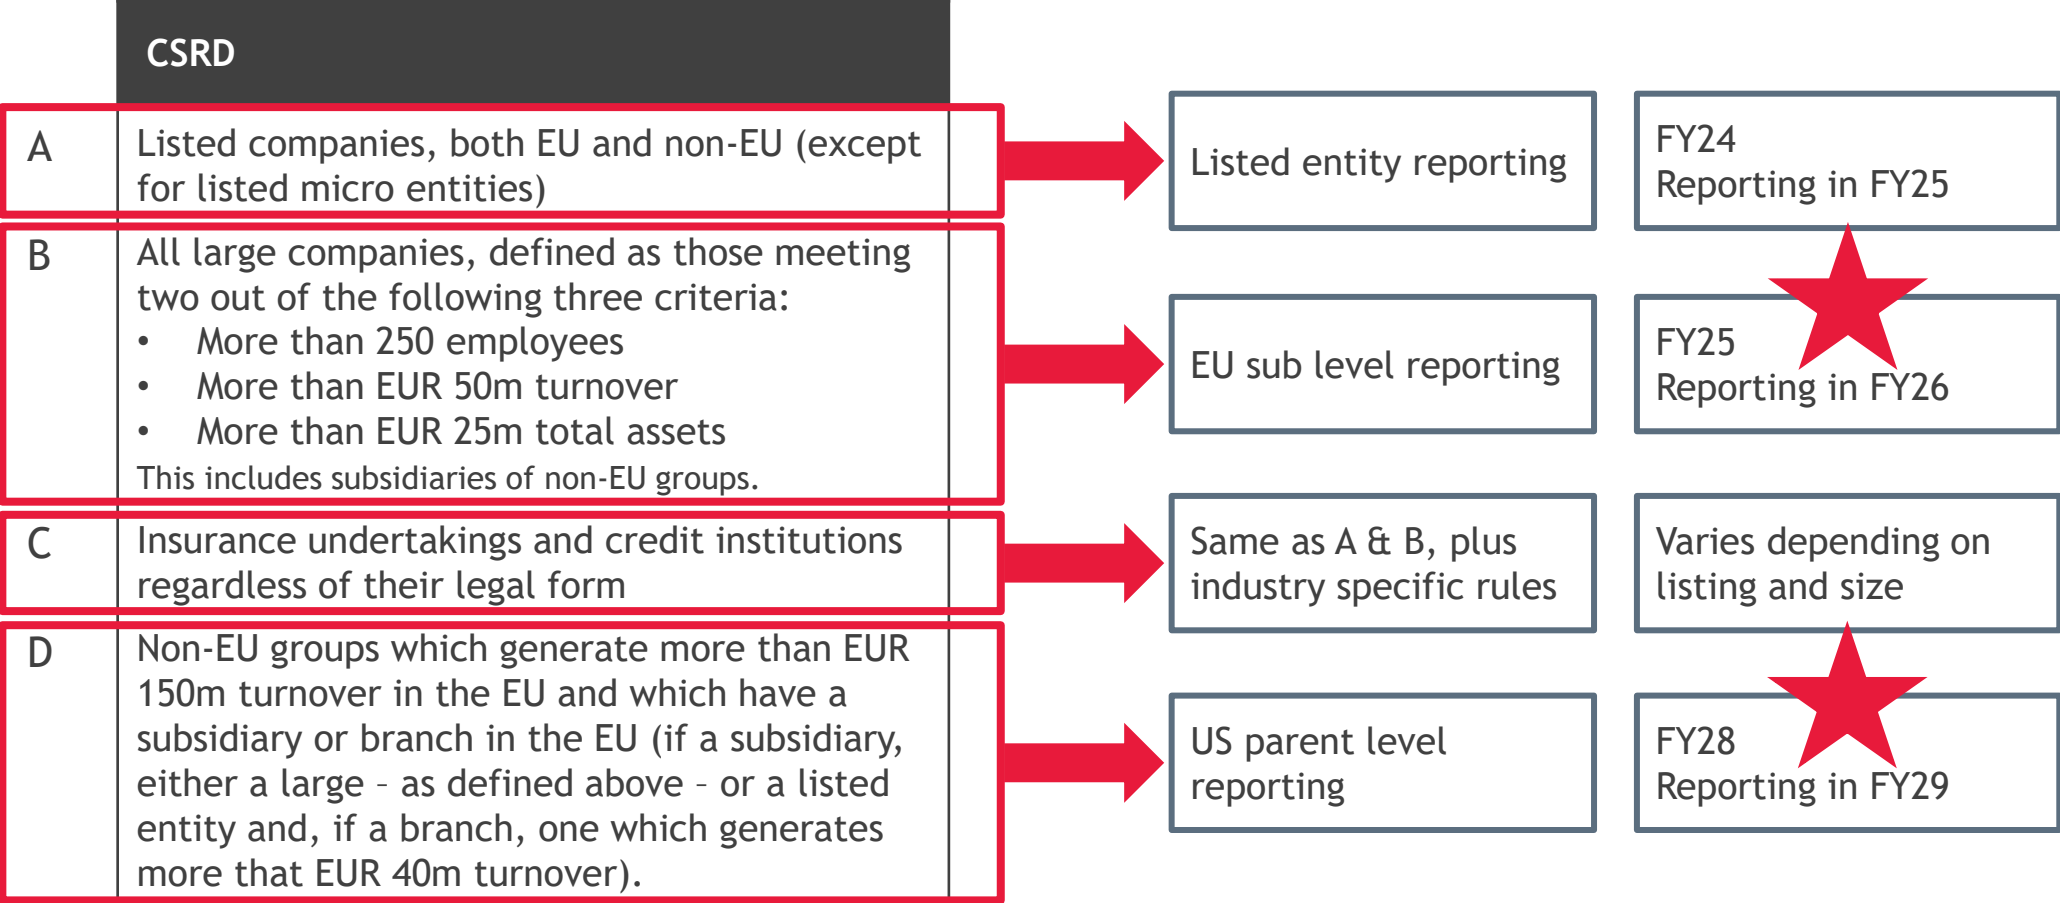 CSRD
A
Listed companies, both EU and non-EU (except
for listed micro entities)
Listed entity reporting
FY24
Reporting in FY25
B
All large companies, defined as those meeting
two out of the following three criteria:
• More than 250 employees
• More than EUR 50m turnover
• More than EUR 25m total assets
This includes subsidiaries of non-EU groups.
EU sub level reporting
FY25
Reporting in FY26
C
Insurance undertakings and credit institutions
regardless of their legal form
Same as A & B, plus
industry specific rules
Varies depending on
listing and size
D
Non-EU groups which generate more than EUR
150m turnover in the EU and which have a
subsidiary or branch in the EU (if a subsidiary,
either a large – as defined above – or a listed
entity and, if a branch, one which generates
more that EUR 40m turnover).
US parent level
reporting
FY28
Reporting in FY29